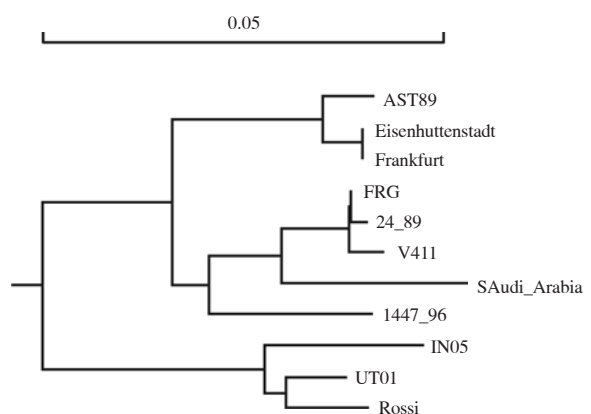 0.05
AST89
Eisenhuttenstadt
Frankfurt
FRG
24_89
V411
SAudi_Arabia
1447_96
IN05
UT01
Rossi